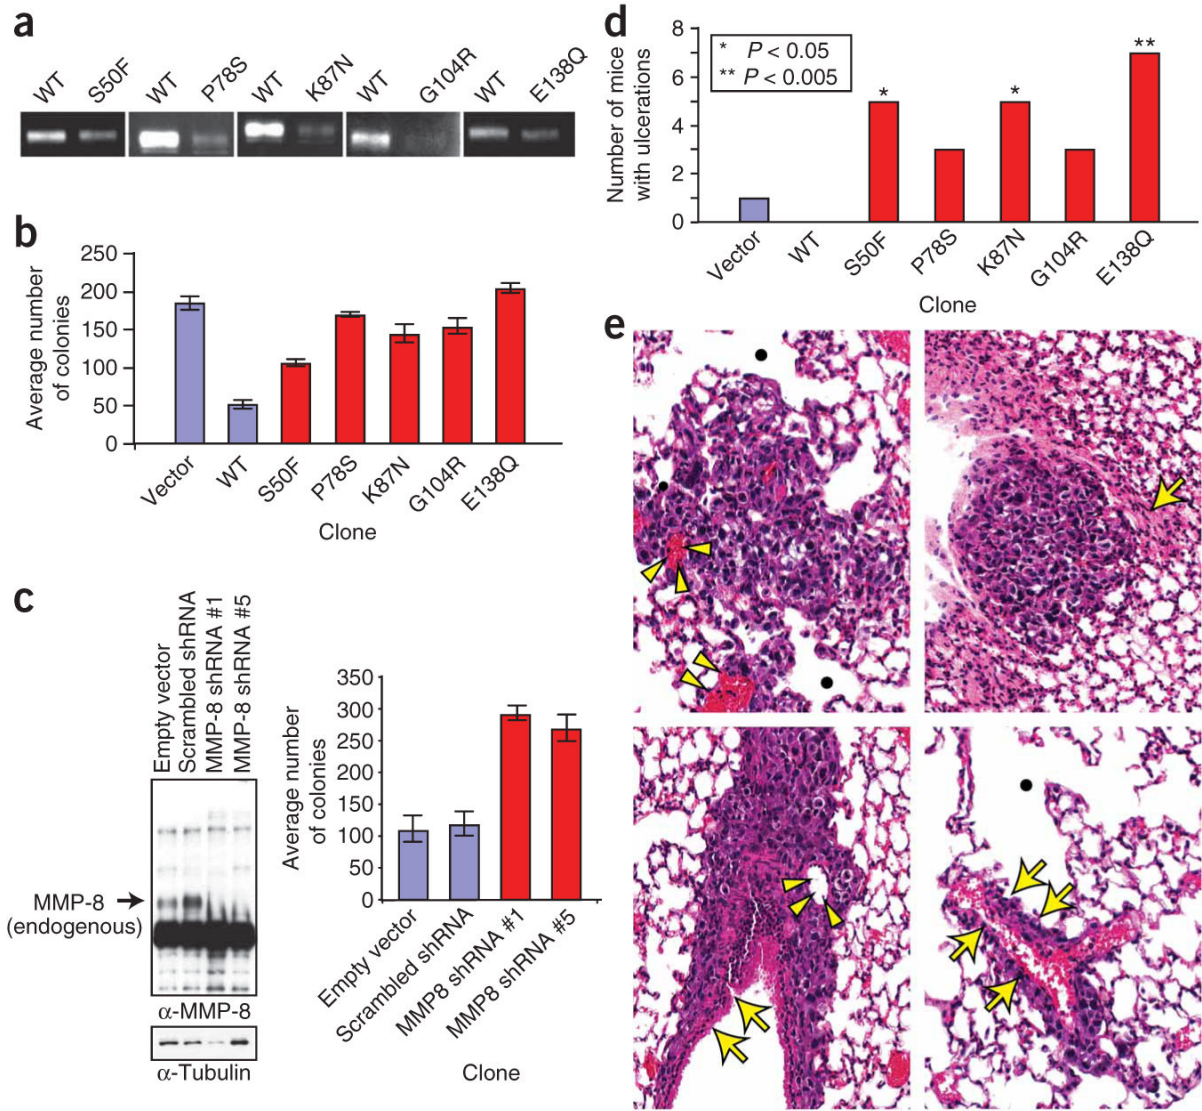 a
WT S50F WT P78S WT K87N WT G104R WT E138Q
b
Average number
of colonies
250
200
150
100
50
0
Vector WT S50F P78S K87N G104R E138Q
Clone
c
Empty vector
Scrambled shRNA
MMP-8 shRNA #1
MMP-8 shRNA #5
MMP-8
(endogenous)
α-MMP-8
α-Tubulin
Average number
of colonies
350
300
250
200
150
100
50
0
Empty vector
Scrambled shRNA
MMP8 shRNA #1
MMP8 shRNA #5
Clone
d
Number of mice
with ulcerations
8
6
4
2
0
* P < 0.05
** P < 0.005
* * **
Vector WT S50F P78S K87N G104R E138Q
Clone
e